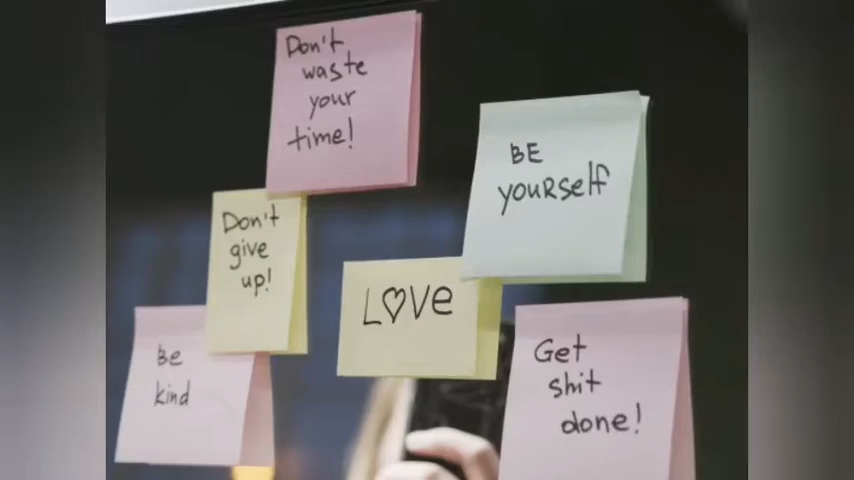 Don't
waste
your
time!
BE
yourself
Don't
give
up!
LOVE
Be
kind
Get
shit
done!